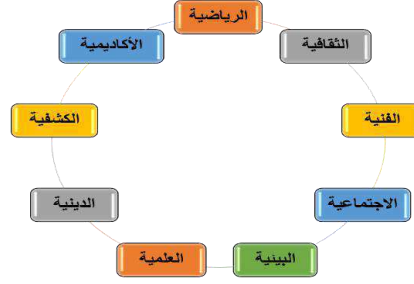 الرياضية
الثقافية
الفنية
الاجتماعية
البيئية
العلمية
الدينية
الكشفية
الأكاديمية